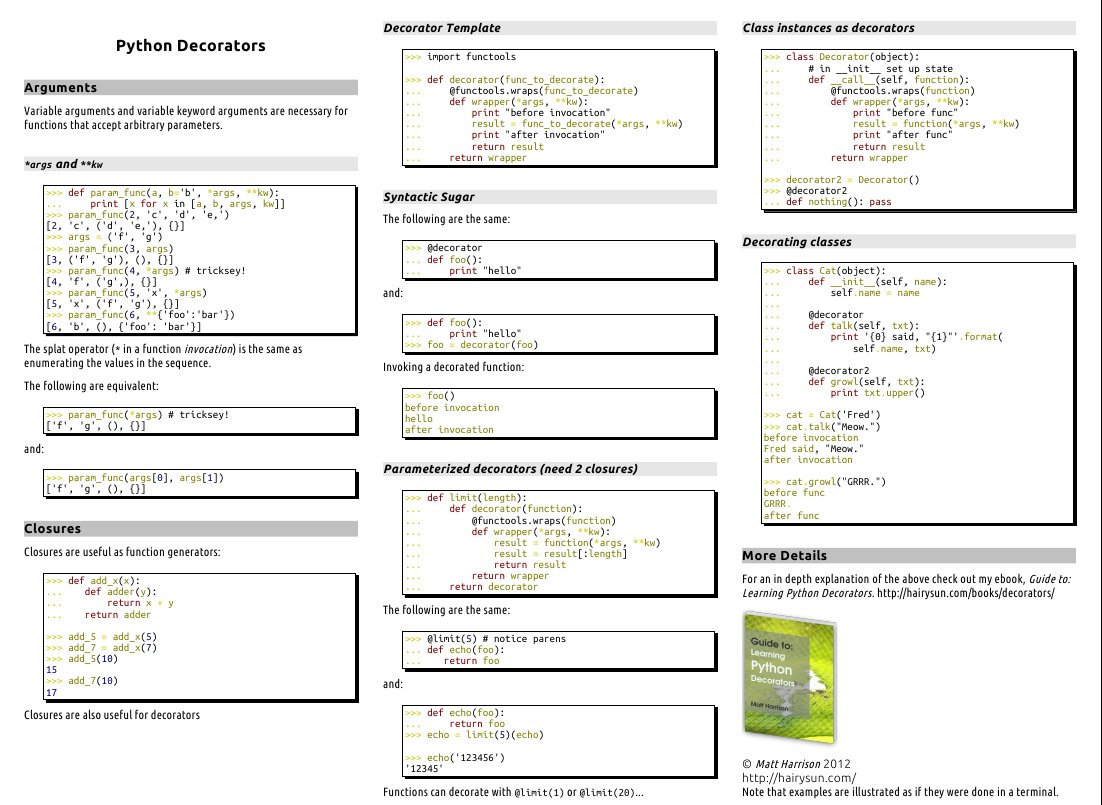 Python Decorators
Arguments
Variable arguments and variable keyword arguments are necessary for
functions that accept arbitrary parameters.
*args and **kw
>>> def param_func(a, b='b', *args, **kw):
...     print [x for x in [a, b, args, kw]]
>>> param_func(2, 'c', 'd', 'e,')
[2, 'c', ('d', 'e,'), {}]
>>> args = ('f', 'g')
>>> param_func(3, args)
[3, ('f', 'g'), (), {}]
>>> param_func(4, *args) # tricksey!
[4, 'f', ('g',), {}]
>>> param_func(5, 'x', *args)
[5, 'x', ('f', 'g'), {}]
>>> param_func(6, **{'foo':'bar'})
[6, 'b', (), {'foo': 'bar'}]
The splat operator (* in a function invocation) is the same as
enumerating the values in the sequence.
The following are equivalent:
>>> param_func(*args) # tricksey!
['f', 'g', (), {}]
and:
>>> param_func(args[0], args[1])
['f', 'g', (), {}]
Closures
Closures are useful as function generators:
>>> def add_x(x):
...    def adder(y):
...        return x + y
...    return adder
>>> add_5 = add_x(5)
>>> add_7 = add_x(7)
>>> add_5(10)
15
>>> add_7(10)
17
Closures are also useful for decorators
Decorator Template
>>> import functools
>>> def decorator(func_to_decorate):
...     @functools.wraps(func_to_decorate)
...     def wrapper(*args, **kw):
...         print "before invocation"
...         result = func_to_decorate(*args, **kw)
...         print "after invocation"
...         return result
...     return wrapper
Syntactic Sugar
The following are the same:
>>> @decorator
... def foo():
...     print "hello"
and:
>>> def foo():
...     print "hello"
>>> foo = decorator(foo)
Invoking a decorated function:
>>> foo()
before invocation
hello
after invocation
Parameterized decorators (need 2 closures)
>>> def limit(length):
...     def decorator(function):
...         @functools.wraps(function)
...         def wrapper(*args, **kw):
...             result = function(*args, **kw)
...             result = result[:length]
...             return result
...         return wrapper
...     return decorator
The following are the same:
>>> @limit(5) # notice parens
... def echo(foo):
...    return foo
and:
>>> def echo(foo):
...     return foo
>>> echo = limit(5)(echo)
>>> echo('123456')
'12345'
Functions can decorate with @limit(1) or @limit(20)...
Class instances as decorators
>>> class Decorator(object):
...     # in __init__ set up state
...     def __call__(self, function):
...         @functools.wraps(function)
...         def wrapper(*args, **kw):
...             print "before func"
...             result = function(*args, **kw)
...             print "after func"
...             return result
...         return wrapper
>>> decorator2 = Decorator()
>>> @decorator2
... def nothing(): pass
Decorating classes
>>> class Cat(object):
...     def __init__(self, name):
...         self.name = name
...
...     @decorator
...     def talk(self, txt):
...         print '{0} said, "{1}"'.format(
...             self.name, txt)
...
...     @decorator2
...     def growl(self, txt):
...         print txt.upper()
>>> cat = Cat('Fred')
>>> cat.talk("Meow.")
before invocation
Fred said, "Meow."
after invocation
>>> cat.growl("GRRR.")
before func
GRRR.
after func
More Details
For an in depth explanation of the above check out my ebook, Guide to:
Learning Python Decorators. http://hairysun.com/books/decorators/
Guide to:
Learning
Python
Decorators
Matt Harrison
© Matt Harrison 2012
http://hairysun.com/
Note that examples are illustrated as if they were done in a terminal.